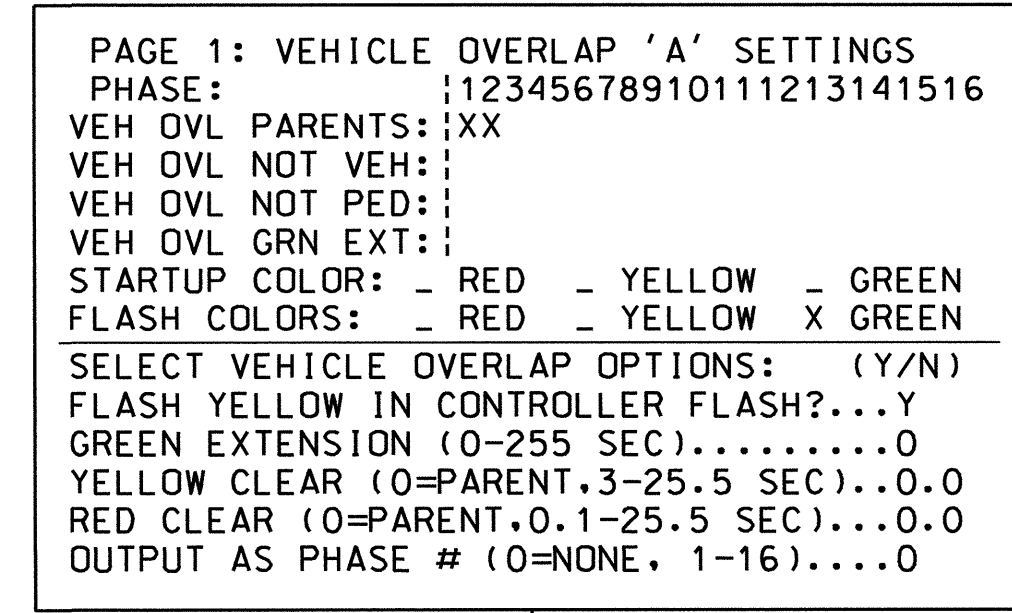 PAGE 1: VEHICLE OVERLAP 'A' SETTINGS
PHASE: ¦12345678910111213141516
VEH OVL PARENTS:¦XX
VEH OVL NOT VEH:¦
VEH OVL NOT PED:¦
VEH OVL GRN EXT:¦
STARTUP COLOR: _ RED _ YELLOW _ GREEN
FLASH COLORS: _ RED _ YELLOW X GREEN
SELECT VEHICLE OVERLAP OPTIONS: (Y/N)
FLASH YELLOW IN CONTROLLER FLASH?...Y
GREEN EXTENSION (0-255 SEC).........0
YELLOW CLEAR (0=PARENT,3-25.5 SEC)..0.0
RED CLEAR (0=PARENT,0.1-25.5 SEC)...0.0
OUTPUT AS PHASE # (0=NONE, 1-16)....0